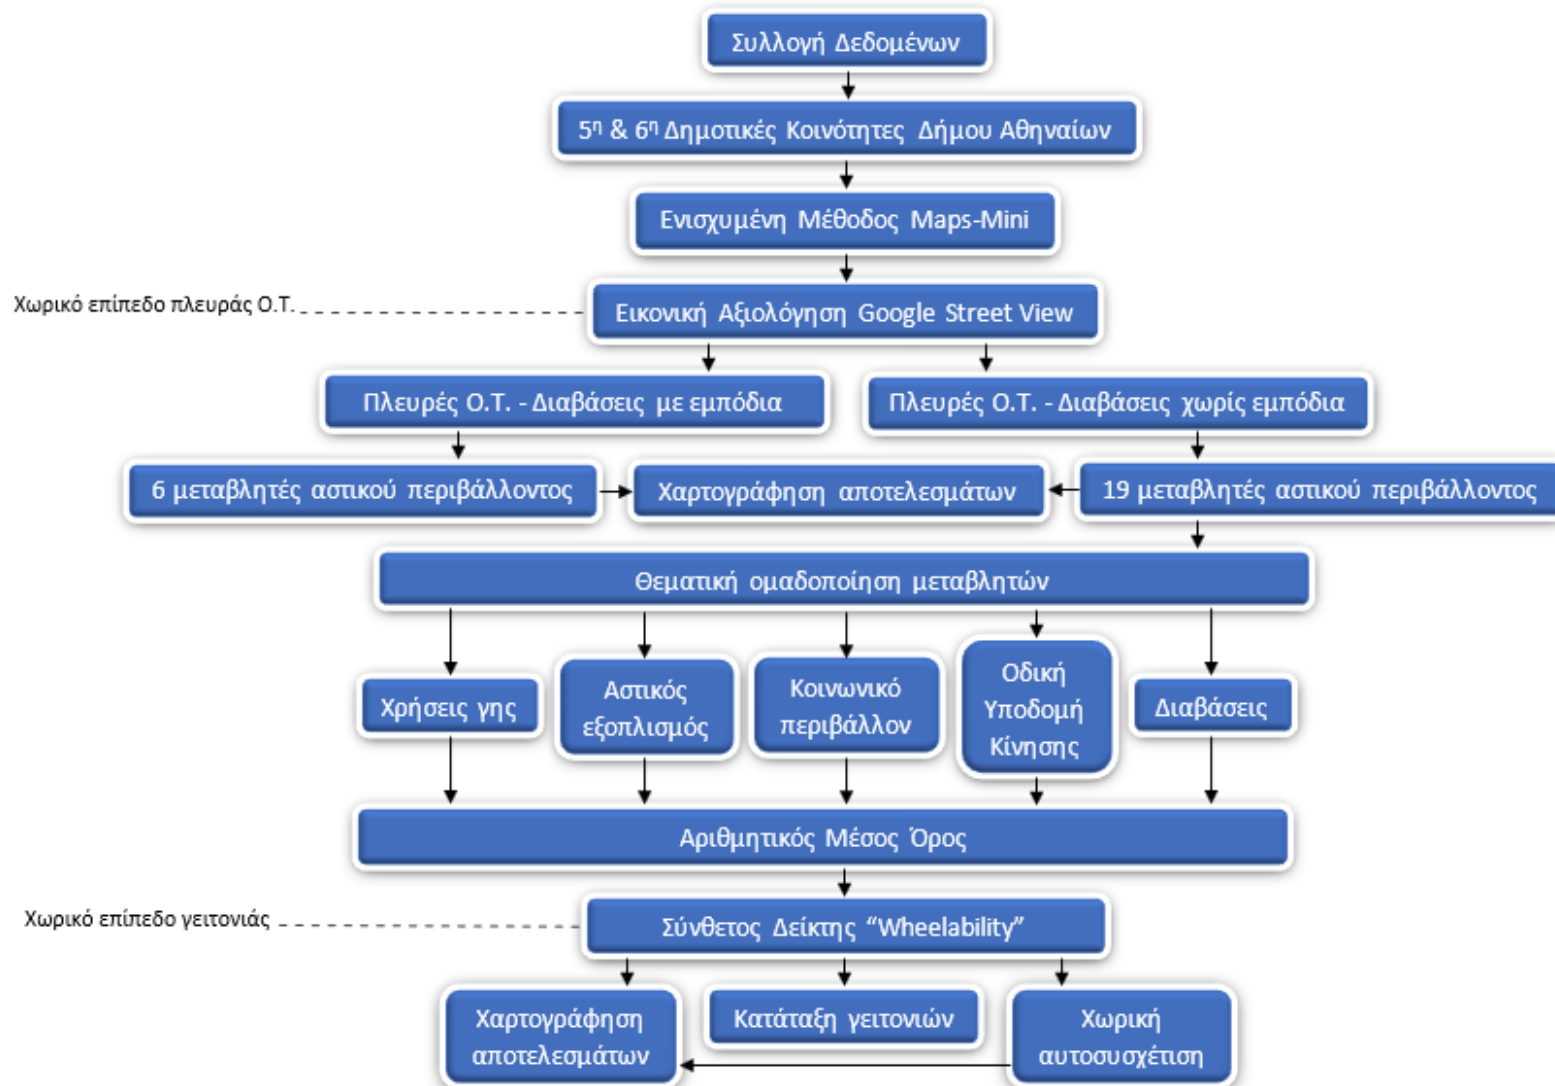 Συλλογή Δεδομένων
5η & 6η Δημοτικές Κοινότητες Δήμου Αθηναίων
Ενισχυμένη Μέθοδος Maps-Mini
Χωρικό επίπεδο πλευράς Ο.Τ.
Εικονική Αξιολόγηση Google Street View
Πλευρές Ο.Τ. - Διαβάσεις με εμπόδια
Πλευρές Ο.Τ. - Διαβάσεις χωρίς εμπόδια
6 μεταβλητές αστικού περιβάλλοντος
Χαρτογράφηση αποτελεσμάτων
19 μεταβλητές αστικού περιβάλλοντος
Θεματική ομαδοποίηση μεταβλητών
Χρήσεις γης
Αστικός
εξοπλισμός
Κοινωνικό
περιβάλλον
Οδική
Υποδομή
Κίνησης
Διαβάσεις
Αριθμητικός Μέσος Όρος
Χωρικό επίπεδο γειτονιάς
Σύνθετος Δείκτης “Wheelability”
Χαρτογράφηση
αποτελεσμάτων
Κατάταξη γειτονιών
Χωρική
αυτοσυσχέτιση